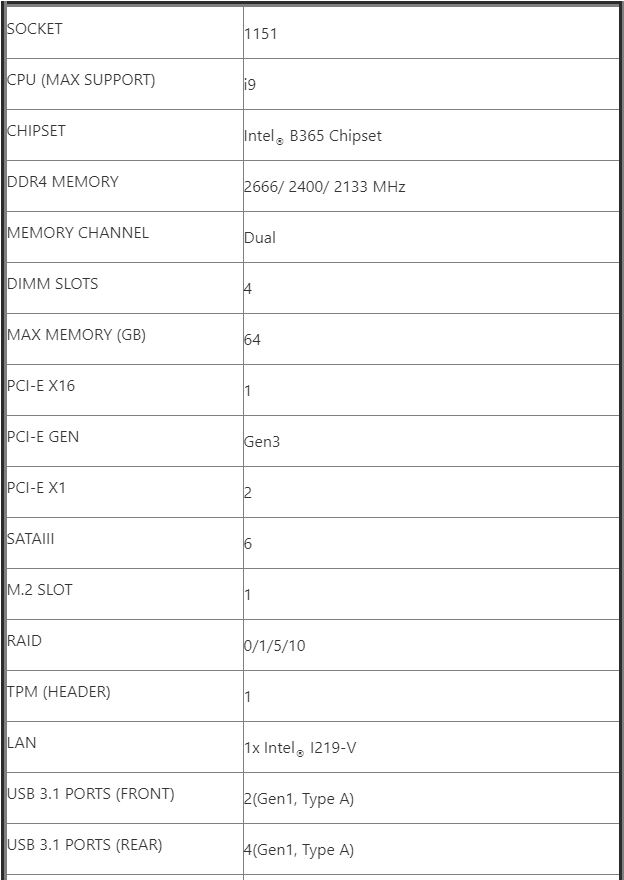 SOCKET 1151
CPU (MAX SUPPORT) i9
CHIPSET Intel® B365 Chipset
DDR4 MEMORY 2666/ 2400/ 2133 MHz
MEMORY CHANNEL Dual
DIMM SLOTS 4
MAX MEMORY (GB) 64
PCI-E X16 1
PCI-E GEN Gen3
PCI-E X1 2
SATAIII 6
M.2 SLOT 1
RAID 0/1/5/10
TPM (HEADER) 1
LAN 1x Intel® I219-V
USB 3.1 PORTS (FRONT) 2(Gen1, Type A)
USB 3.1 PORTS (REAR) 4(Gen1, Type A)